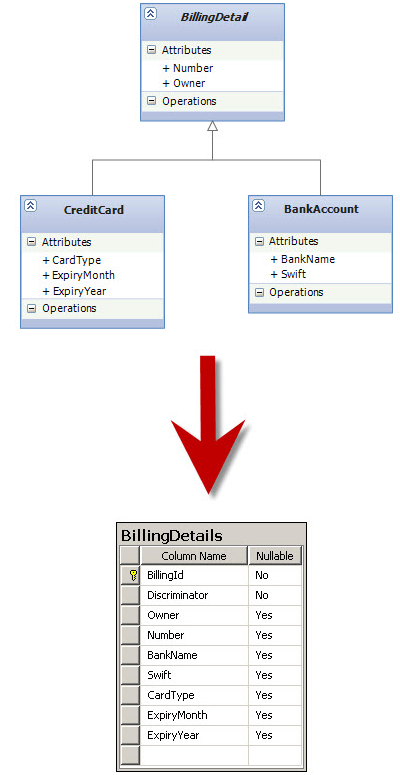 BillingDetail
Attributes
+ Number
+ Owner
Operations
CreditCard
Attributes
+ CardType
+ ExpiryMonth
+ ExpiryYear
Operations
BankAccount
Attributes
+ BankName
+ Swift
Operations
BillingDetails
Column Name Nullable
BillingId No
Discriminator No
Owner Yes
Number Yes
BankName Yes
Swift Yes
CardType Yes
ExpiryMonth Yes
ExpiryYear Yes